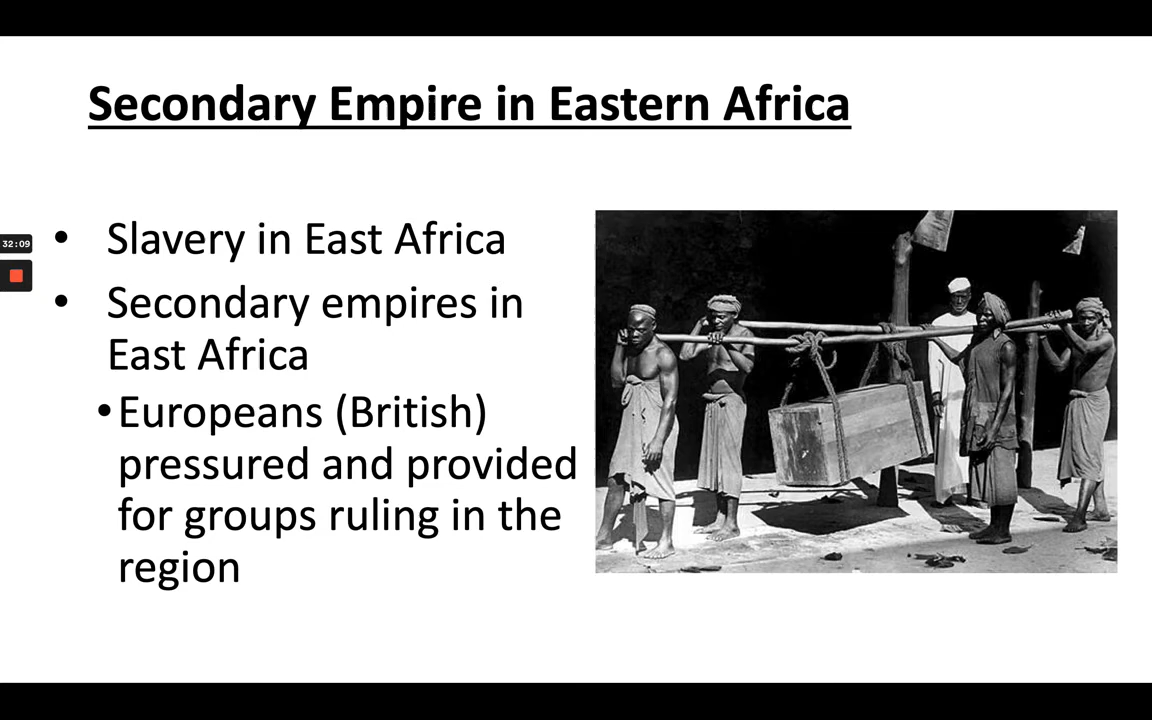 Secondary Empire in Eastern Africa
32:09
• Slavery in East Africa
• Secondary empires in
East Africa
•Europeans (British)
pressured and provided
for groups ruling in the
region